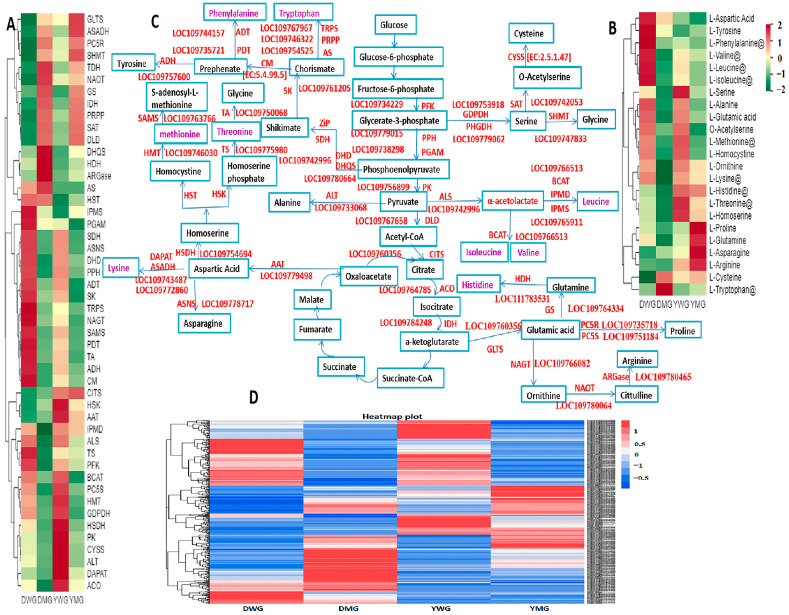 A
GLTS
ASADH
PC5R
SHMT
TDH
NAOT
GS
IDH
PRPP
SAT
DLD
DHQS
HDH
ARGase
AS
HST
IPMS
PGAM
SDH
ASNS
DHD
PPH
ADT
SK
TRPS
NAGT
SAMS
PDT
TA
ADH
CM
CITS
HSK
AAT
IPMD
ALS
TS
PFK
BCAT
PC5S
HMT
GDPDH
HSDH
PK
CYSS
ALT
DAPAT
ACO
DWG DMG YWG YMG
C
Phenylalanine
Tryptophan
LOC109744157
ADT
LOC109735721
PDT
LOC109767967
TRPS
LOC109746322
PRPP
LOC109754525
AS
Tyrosine
ADH
LOC109757600
Prephenate
CM
[EC:5.4.99.5]
Chorismate
SK
LOC109761205
S-adenosyl-L-
methionine
SAMS
LOC109763766
methionine
HMT
LOC109746030
Homocystine
HST
Glycine
TA
LOC109750068
Threonine
TS
LOC109775980
Homoserine
phosphate
HSK
Shikimate
ZiP
SDH
LOC109742996
DHD
DHQS
LOC109780664
Homoserine
HSDH
LOC109754694
Lysine
DAPAT
ASADH
LOC109743487
LOC109772860
Aspartic Acid
ASNS
LOC109778717
Asparagine
AAT
LOC109779498
Glucose
Glucose-6-phosphate
Fructose-6-phosphate
LOC109734229
PFK
Glycerate-3-phosphate
LOC109779015
PPH
LOC109738298
PGAM
Phosphoenolpyruvate
LOC109756899
PK
Pyruvate
ALT
LOC109733068
Alanine
LOC109767658
DLD
Acetyl-CoA
LOC109760356
CITS
Oxaloacetate
Citrate
LOC109764785
ACO
Isocitrate
LOC109784248
IDH
a-ketoglutarate
Succinate-CoA
Succinate
Fumarate
Malate
LOC109753918
GDPDH
PHGDH
LOC109779062
Serine
SAT
LOC109742053
O-Acetylserine
CYSS
[EC:2.5.1.47]
Cysteine
SHMT
LOC109747833
Glycine
ALS
LOC109742996
α-acetolactate
LOC109766513
BCAT
IPMD
IPMS
LOC109765911
Leucine
BCAT
LOC109766513
Isoleucine
Valine
Histidine
HDH
LOC111783531
Glutamine
GS
LOC109764334
LOC109760356
GLTS
Glutamic acid
PC5R
LOC109735718
PC5S
LOC109751184
Proline
NAGT
LOC109766082
Ornithine
NAOT
LOC109780064
Cittulline
ARGase
LOC109780465
Arginine
B
L-Aspartic Acid
L-Tyrosine
L-Phenylalanine@
L-Valine@
L-Leucine@
L-Isoleucine@
L-Serine
L-Alanine
L-Glutamic acid
O-Acetylserine
L-Methionine@
L-Homocystine
L-Ornithine
L-Lysine@
L-Histidine@
L-Threonine@
L-Homoserine
L-Proline
L-Glutamine
L-Asparagine
L-Arginine
L-Cysteine
L-Tryptophan@
DWG DMG YWG YMG
2
1
0
-1
-2
D
Heatmap plot
1
0.5
0
-0.5
DWG DMG YWG YMG